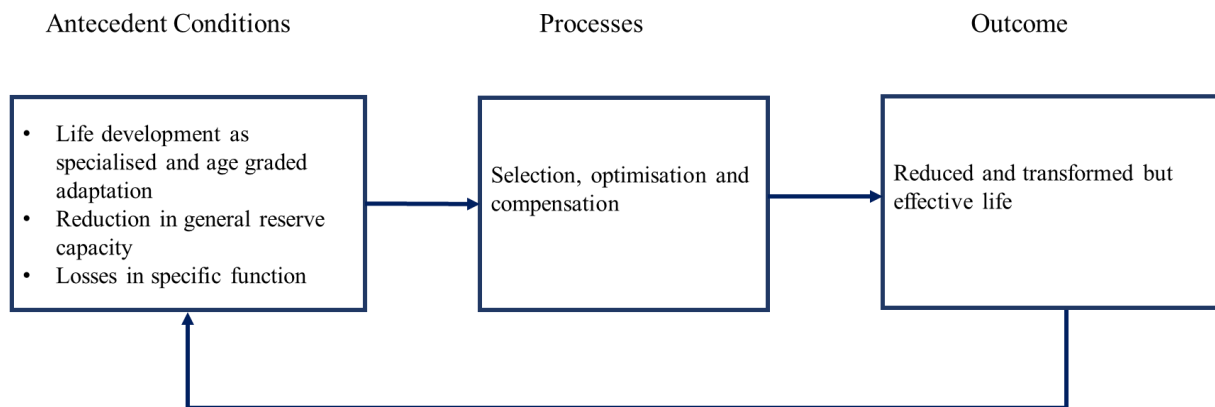 Antecedent Conditions
Processes
Outcome
• Life development as
specialised and age graded
adaptation
• Reduction in general reserve
capacity
• Losses in specific function
Selection, optimisation and
compensation
Reduced and transformed but
effective life